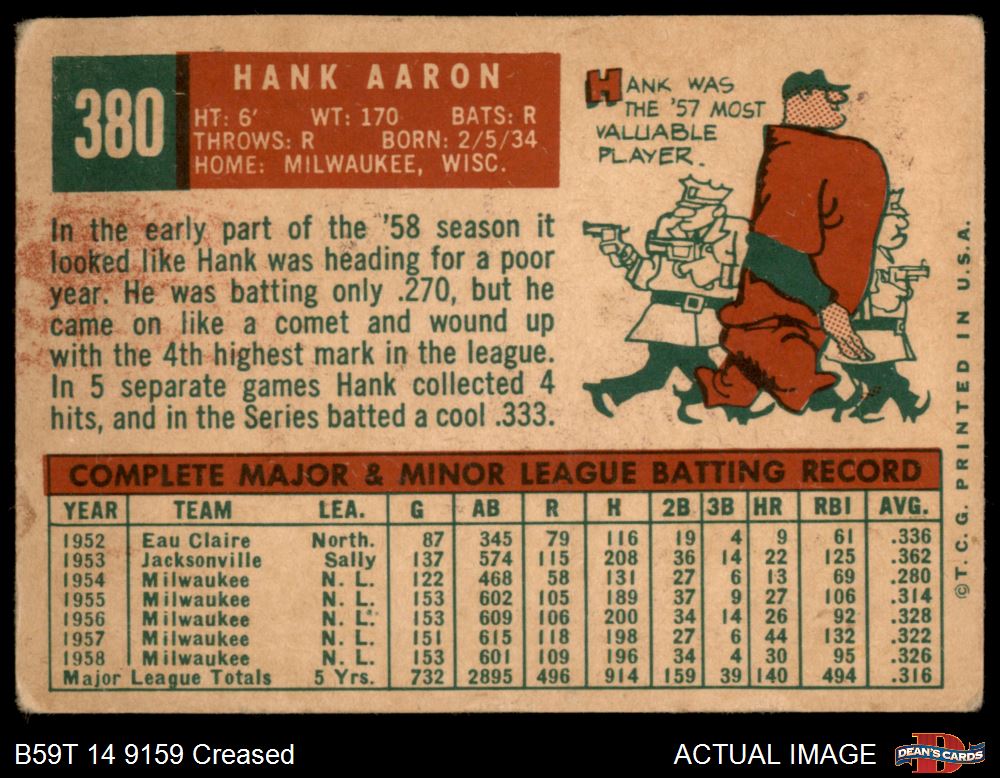 380
HANK AARON
HT: 6' WT: 170 BATS: R
THROWS: R BORN: 2/5/34
HOME: MILWAUKEE, WISC.
HANK WAS
THE '57 MOST
VALUABLE
PLAYER.
In the early part of the '58 season it
looked like Hank was heading for a poor
year. He was batting only .270, but he
came on like a comet and wound up
with the 4th highest mark in the league.
In 5 separate games Hank collected 4
hits, and in the Series batted a cool .333.
COMPLETE MAJOR & MINOR LEAGUE BATTING RECORD
YEAR TEAM LEA. G AB R H 2B 3B HR RBI AVG.
1952 Eau Claire North. 87 345 79 116 19 4 9 61 .336
1953 Jacksonville Sally 137 574 115 208 36 14 22 125 .362
1954 Milwaukee N. L. 122 468 58 131 27 6 13 69 .280
1955 Milwaukee N. L. 153 602 105 189 37 9 27 106 .314
1956 Milwaukee N. L. 153 609 106 200 34 14 26 92 .328
1957 Milwaukee N. L. 151 615 118 198 27 6 44 132 .322
1958 Milwaukee N. L. 153 601 109 196 34 4 30 95 .326
Major League Totals 5 Yrs. 732 2895 496 914 159 39 140 494 .316
© T. C. G. PRINTED IN U.S.A.
B59T 14 9159 Creased
ACTUAL IMAGE
DEAN'S CARDS